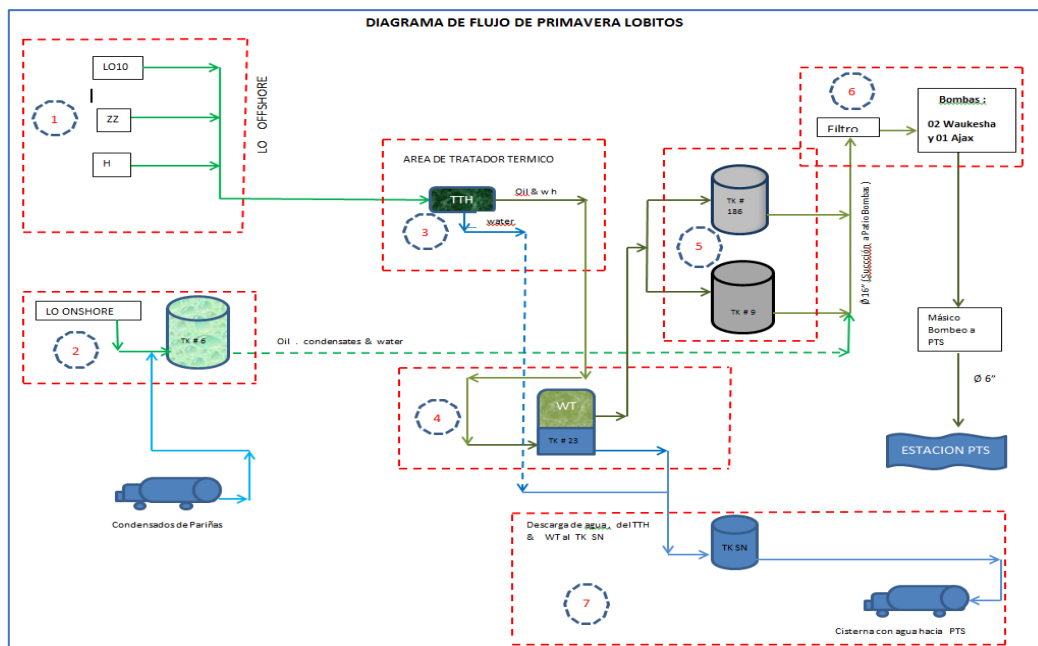 DIAGRAMA DE FLUJO DE PRIMAVERA LOBITOS
LO10
ZZ
H
1
LO OFFSHORE
AREA DE TRATADOR TERMICO
TTH
Oil & w h
water.
3
6
Filtro
Bombas :
02 Waukesha
y 01 Ajax
TK #
186
5
TK # 9
Ø 16" ( Succción a Patio Bombas )
LO ONSHORE
2
TK # 6
Oil . condensates & water
Másico
Bombeo a
PTS
Ø 6"
ESTACION PTS
4
WT
TK # 23
Condensados de Pariñas
Descarga de agua, del TTH
& WT al TK SN
TK SN
7
Cisterna con agua hacia PTS